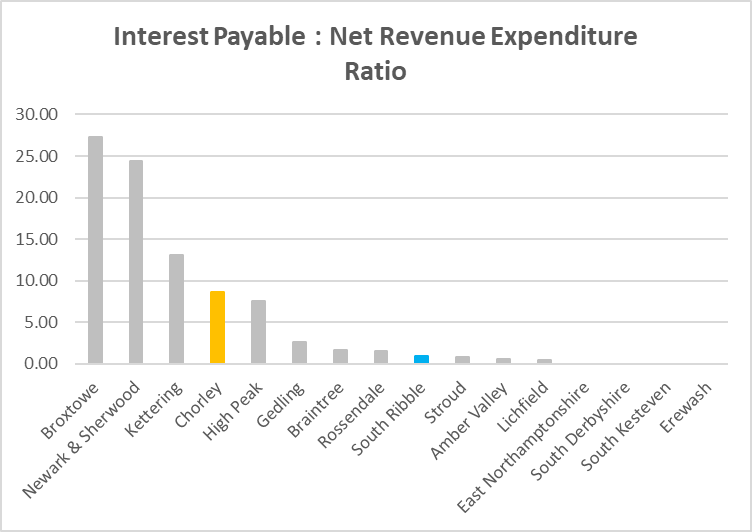 Interest Payable : Net Revenue Expenditure
Ratio
30.00
25.00
20.00
15.00
10.00
5.00
0.00
Broxtowe
Newark & Sherwood
Kettering
Chorley
High Peak
Gedling
Braintree
Rossendale
South Ribble
Stroud
Amber Valley
Lichfield
East Northamptonshire
South Derbyshire
South Kesteven
Erewash